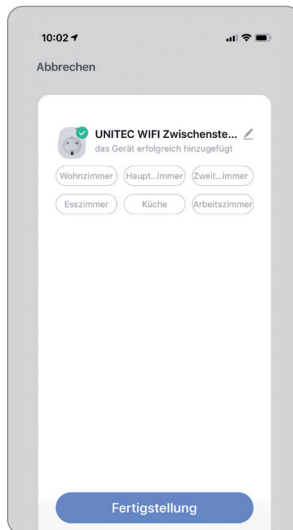 10:02
Abbrechen
UNITEC WIFI Zwischenste...
das Gerät erfolgreich hinzugefügt
Wohnzimmer Haupt...immer Zweit...immer
Esszimmer Küche Arbeitszimmer
Fertigstellung